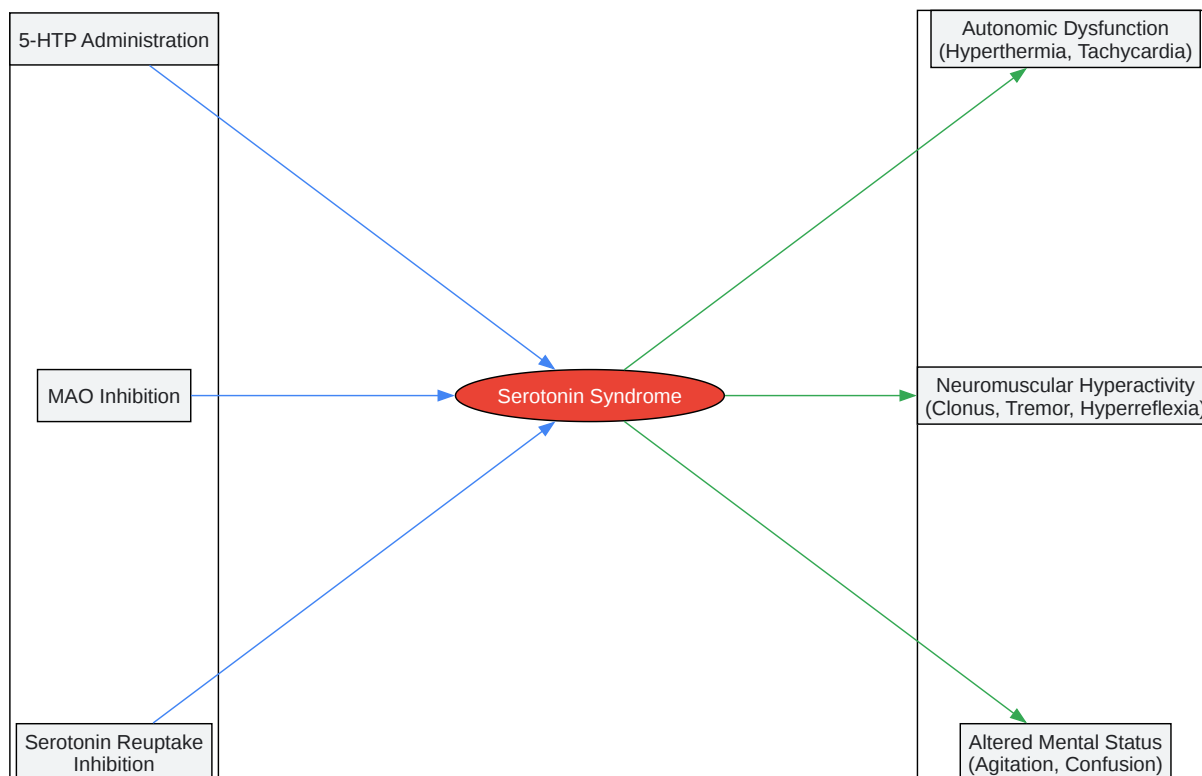 5-HTP Administration
MAO Inhibition
Serotonin Reuptake
Inhibition
Serotonin Syndrome
Autonomic Dysfunction
(Hyperthermia, Tachycardia)
Neuromuscular Hyperactivity
(Clonus, Tremor, Hyperreflexia)
Altered Mental Status
(Agitation, Confusion)